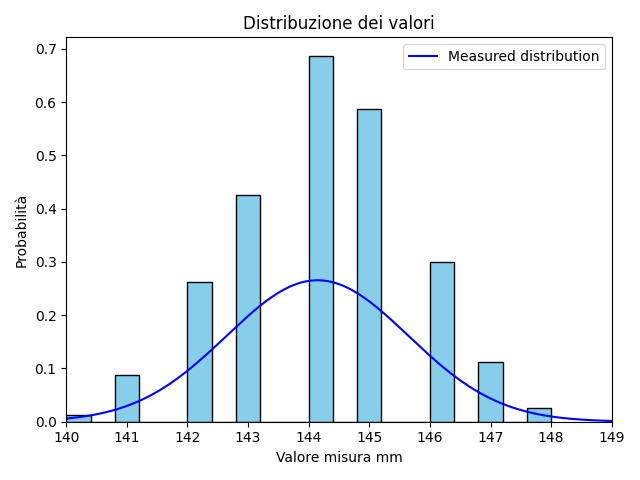 Distribuzione dei valori
Measured distribution
0.7
0.6
0.5
0.4
0.3
0.2
0.1
0.0
Probabilità
140 141 142 143 144 145 146 147 148 149
Valore misura mm